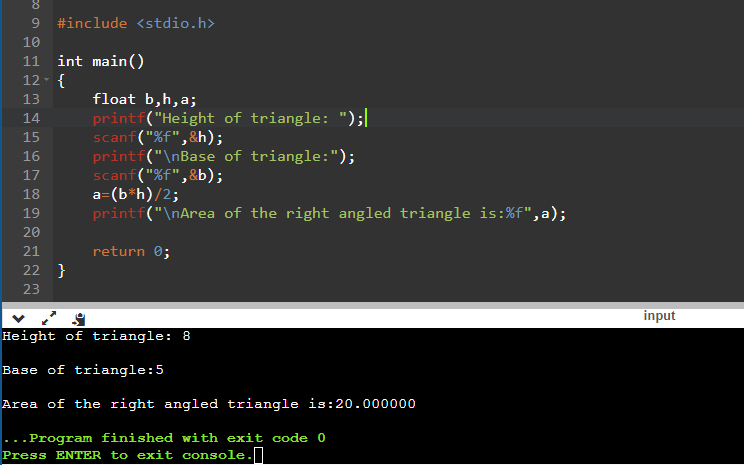 8
9 #include <stdio.h>
10
11 int main()
12 {
13 float b,h,a;
14 printf("Height of triangle: ");
15 scanf("%f",&h);
16 printf("\nBase of triangle:");
17 scanf("%f",&b);
18 a=(b*h)/2;
19 printf("\nArea of the right angled triangle is:%f",a);
20
21 return 0;
22 }
23
input
Height of triangle: 8
Base of triangle:5
Area of the right angled triangle is:20.000000
...Program finished with exit code 0
Press ENTER to exit console.